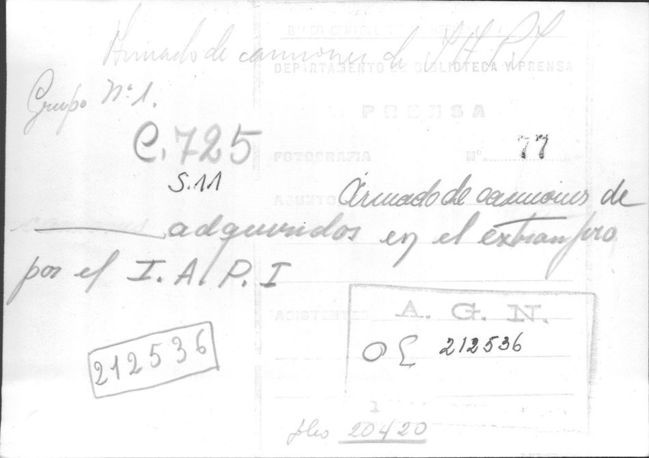 Armado de camiones de I.A.P.I
DEPARTAMENTO DE BIBLIOTECA Y PRENSA
Grupo Nº 1.
PRENSA
C.725
FOTOGRAFIA Nº 77
S.11
ASUNTO Armado de camiones de
adquiridos en el extranjero
por el I.A.P.I
A. G. N.
212536
212536
20420